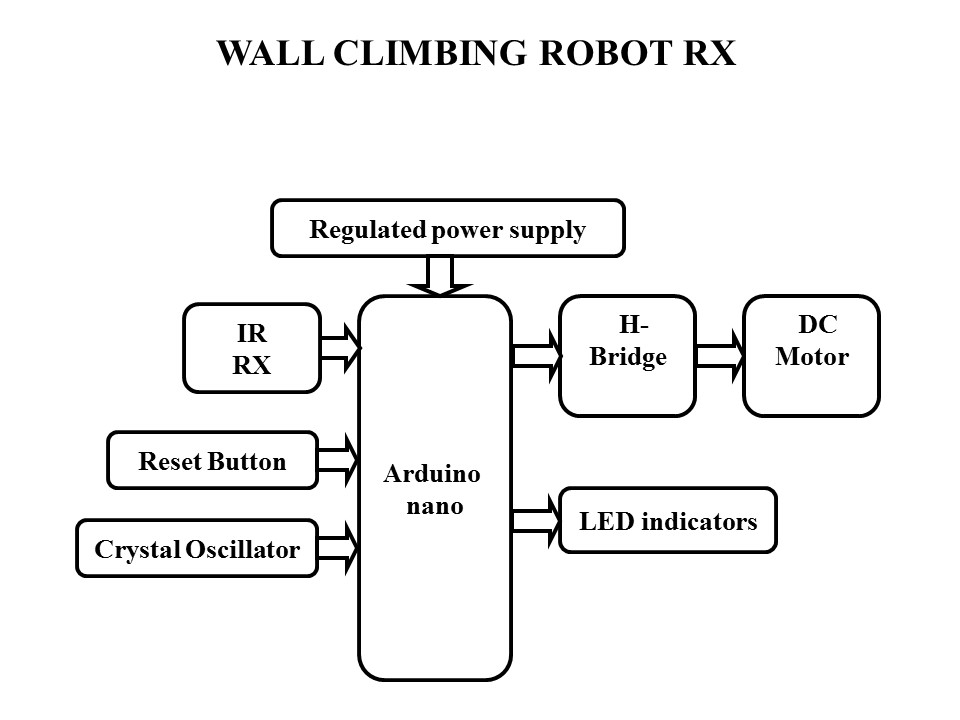 WALL CLIMBING ROBOT RX
Regulated power supply
IR
RX
H-
Bridge
DC
Motor
Reset Button
Arduino
nano
Crystal Oscillator
LED indicators